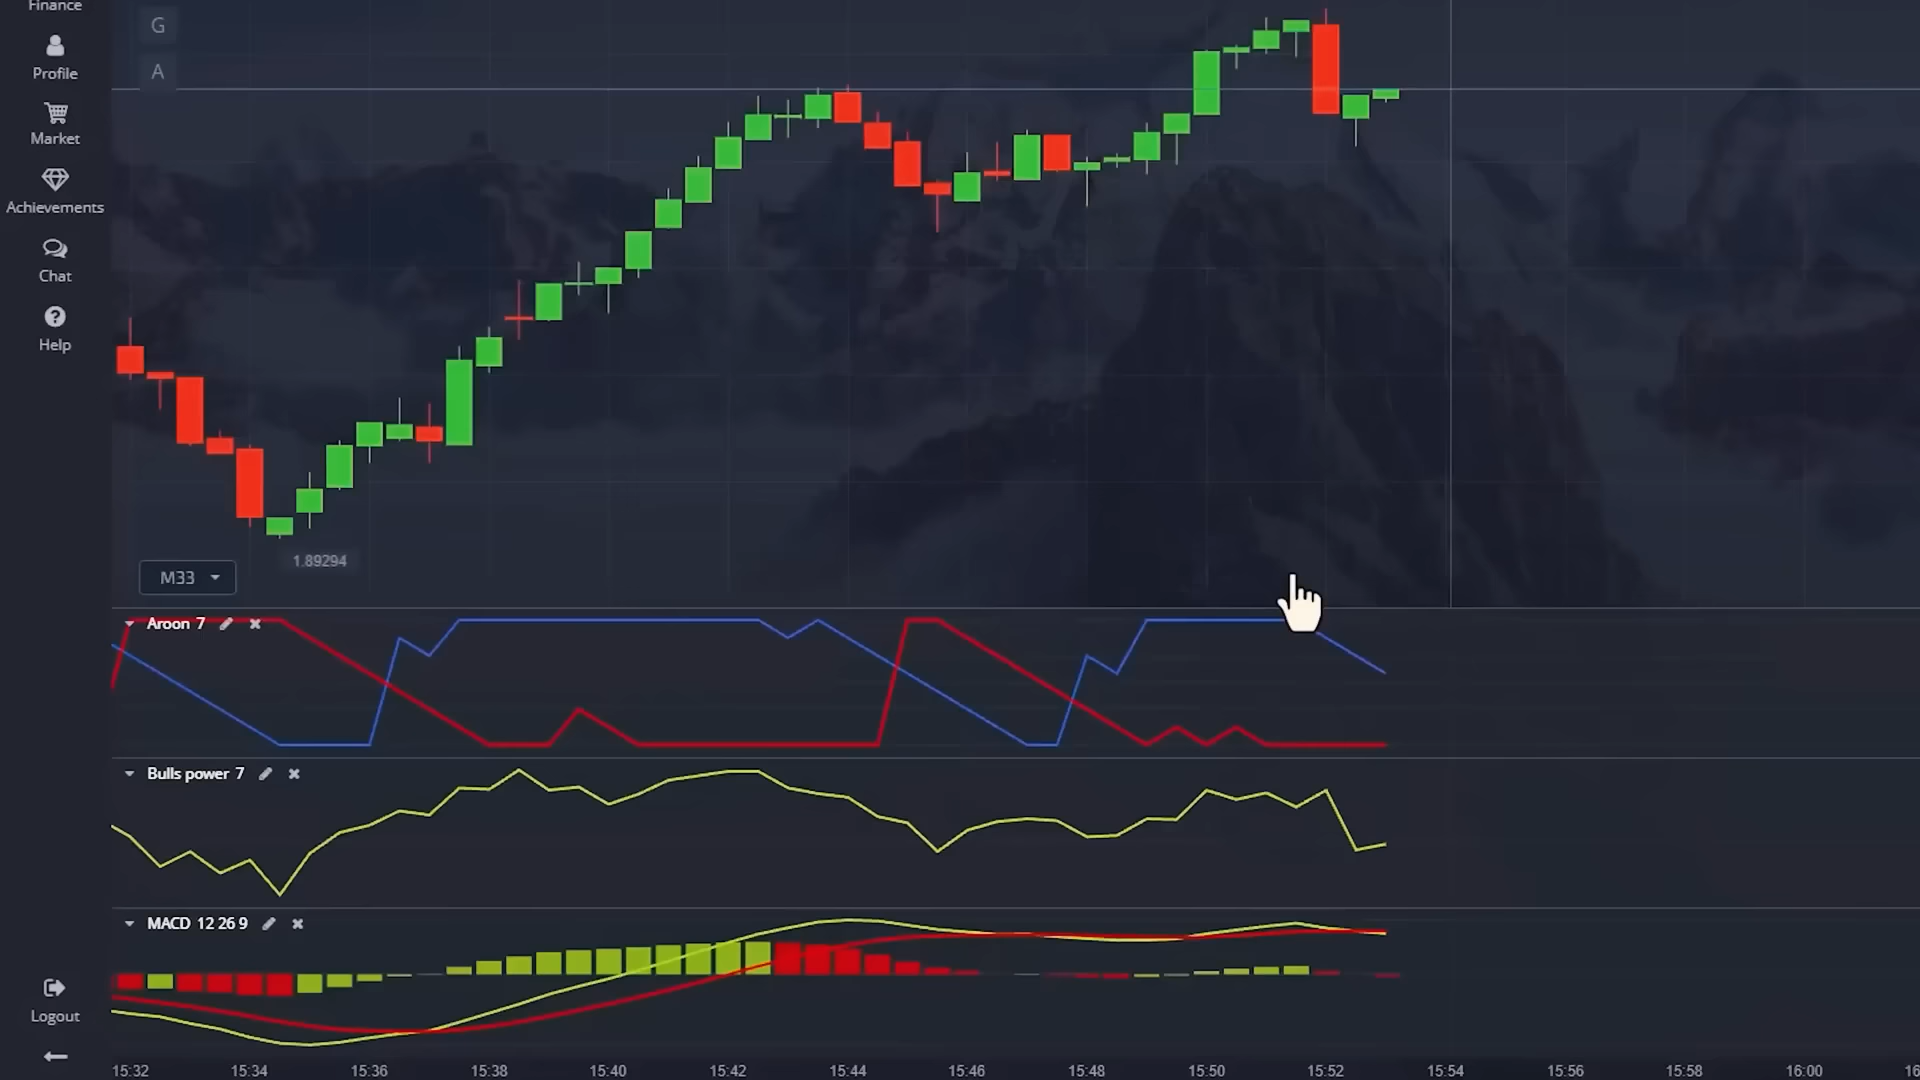 Finance
Profile
Market
Achievements
Chat
Help
Logout
G
A
1.89294
M33
Aroon 7
Bulls power 7
MACD 12 26 9
15:32 15:34 15:36 15:38 15:40 15:42 15:44 15:46 15:48 15:50 15:52 15:54 15:56 15:58 16:00 16